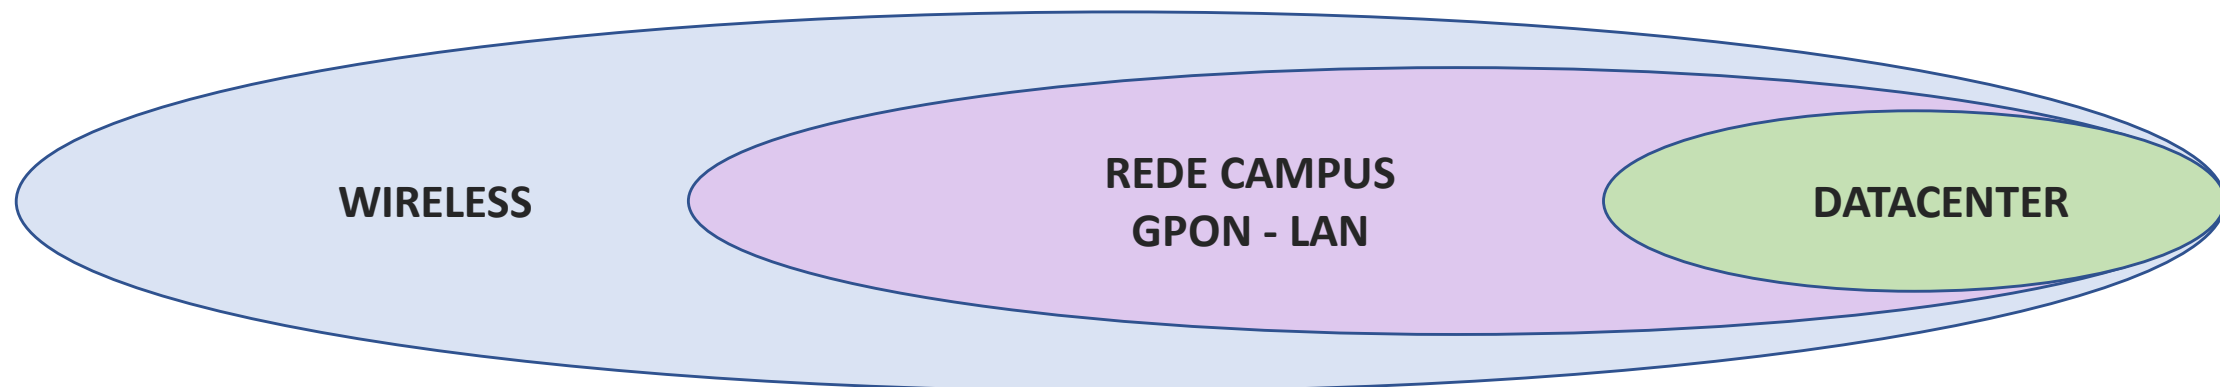 WIRELESS
REDE CAMPUS
GPON - LAN
DATACENTER